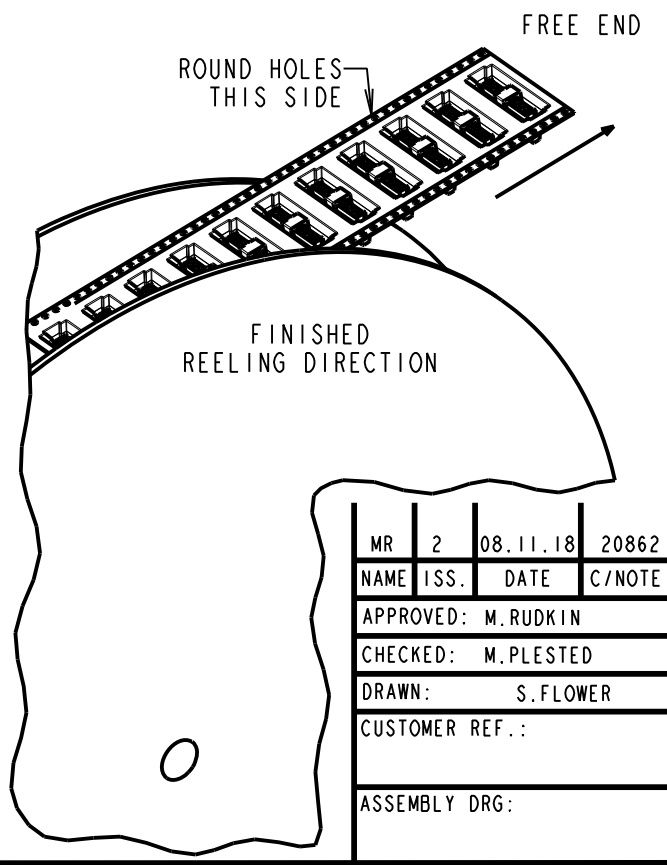 FREE END
ROUND HOLES
THIS SIDE
FINISHED
REELING DIRECTION
MR 2 08.11.18 20862
NAME ISS. DATE C/NOTE
APPROVED: M.RUDKIN
CHECKED: M.PLESTED
DRAWN: S.FLOWER
CUSTOMER REF.:
ASSEMBLY DRG: